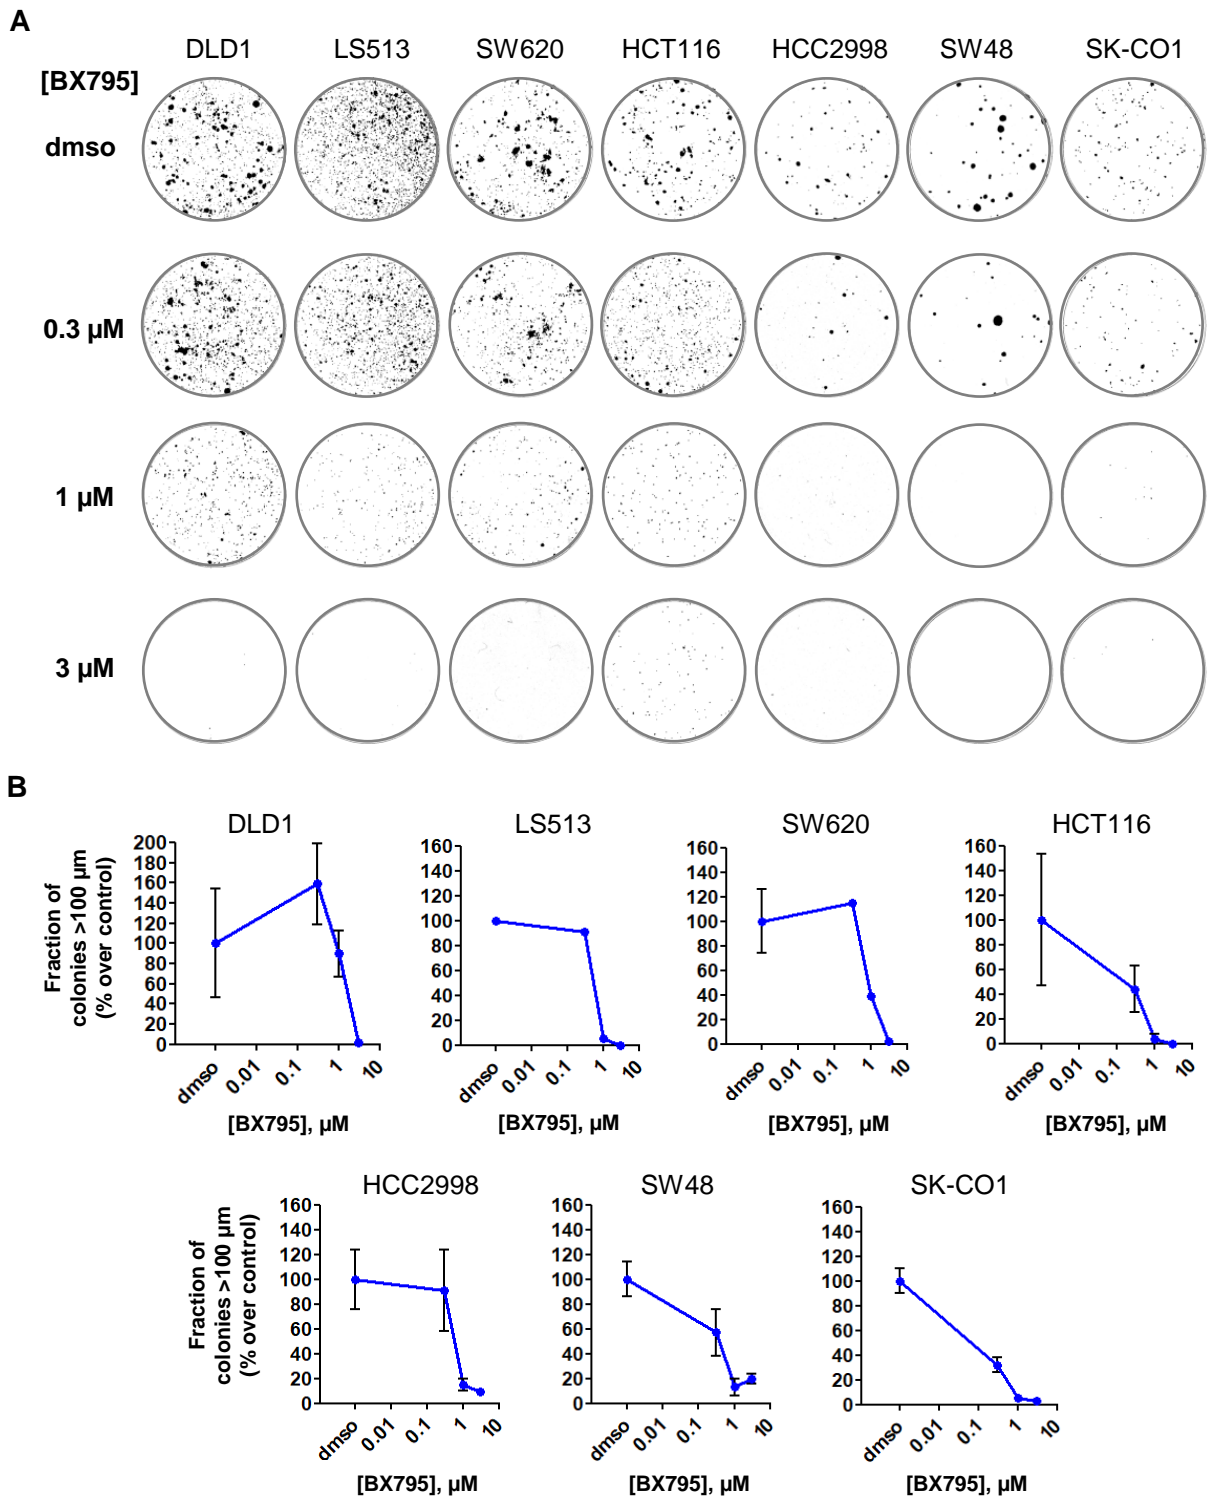 A
DLD1 LS513 SW620 HCT116 HCC2998 SW48 SK-CO1
[BX795]
dmso
0.3 µM
1 µM
3 µM
B
DLD1 LS513 SW620 HCT116
Fraction of
colonies >100 µm
(% over control)
200
180
160
140
120
100
80
60
40
20
0
dmso 0.01 0.1 1 10
[BX795], µM
160
140
120
100
80
60
40
20
0
dmso 0.01 0.1 1 10
[BX795], µM
160
140
120
100
80
60
40
20
0
dmso 0.01 0.1 1 10
[BX795], µM
160
140
120
100
80
60
40
20
0
dmso 0.01 0.1 1 10
[BX795], µM
HCC2998 SW48 SK-CO1
Fraction of
colonies >100 µm
(% over control)
160
140
120
100
80
60
40
20
0
dmso 0.01 0.1 1 10
[BX795], µM
160
140
120
100
80
60
40
20
0
dmso 0.01 0.1 1 10
[BX795], µM
160
140
120
100
80
60
40
20
0
dmso 0.01 0.1 1 10
[BX795], µM